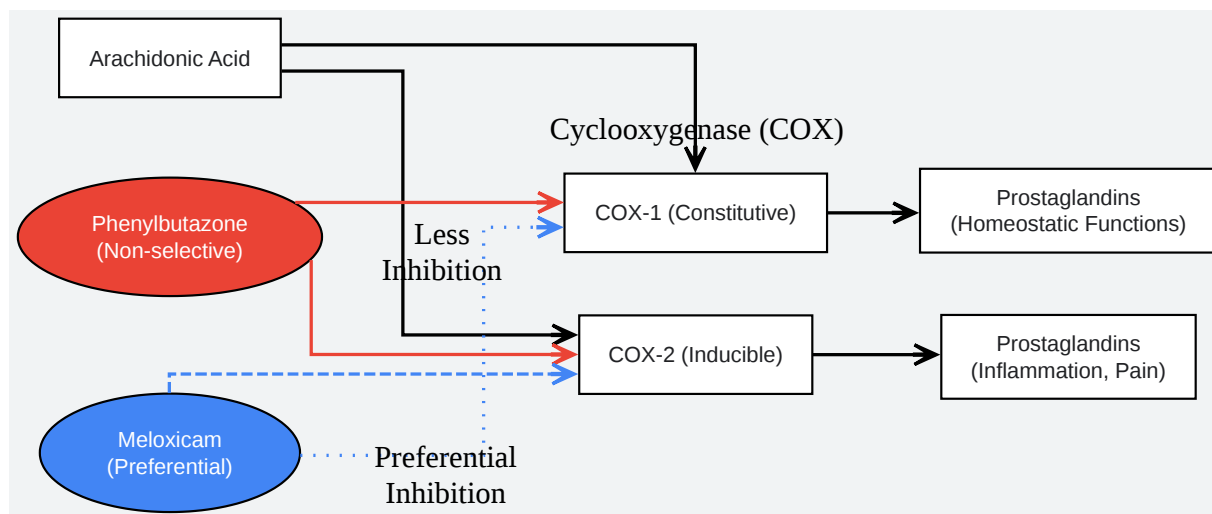 Arachidonic Acid
Cyclooxygenase (COX)
Phenylbutazone
(Non-selective)
COX-1 (Constitutive)
Prostaglandins
(Homeostatic Functions)
Less
Inhibition
COX-2 (Inducible)
Prostaglandins
(Inflammation, Pain)
Meloxicam
(Preferential)
Preferential
Inhibition